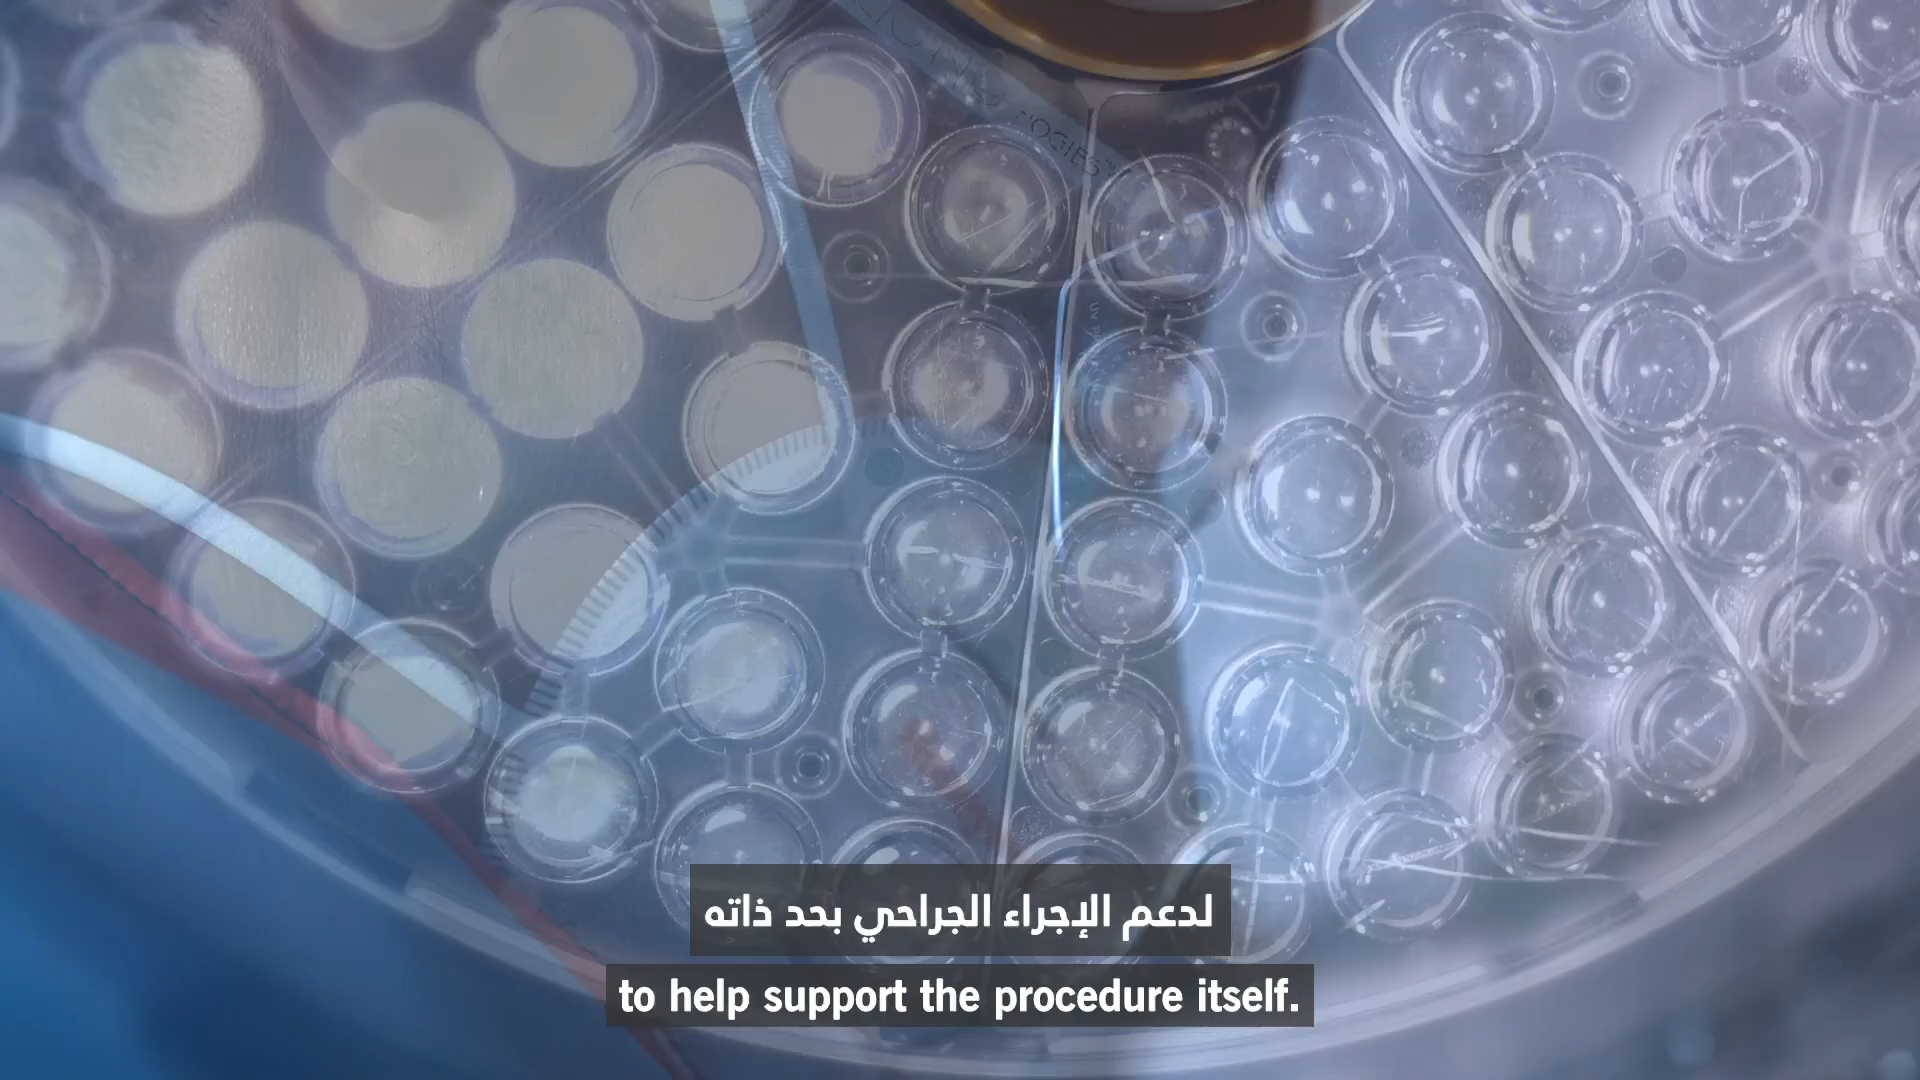 لدعم الإجراء الجراحي بحد ذاته
to help support the procedure itself.